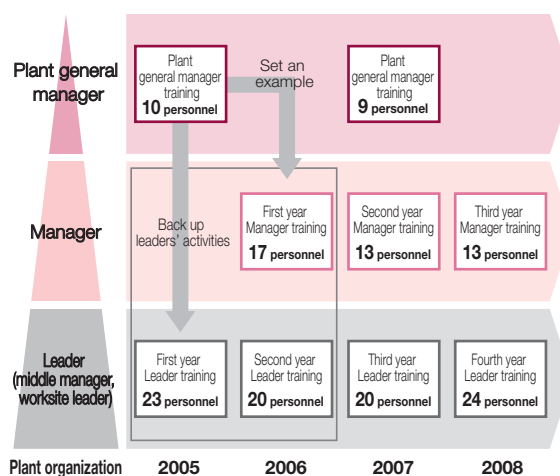 Plant general
manager
Plant
general manager
training
10 personnel
Set an
example
Plant
general manager
training
9 personnel
Manager
Back up
leaders' activities
First year
Manager training
17 personnel
Second year
Manager training
13 personnel
Third year
Manager training
13 personnel
Leader
(middle manager,
worksite leader)
First year
Leader training
23 personnel
Second year
Leader training
20 personnel
Third year
Leader training
20 personnel
Fourth year
Leader training
24 personnel
Plant organization
2005
2006
2007
2008